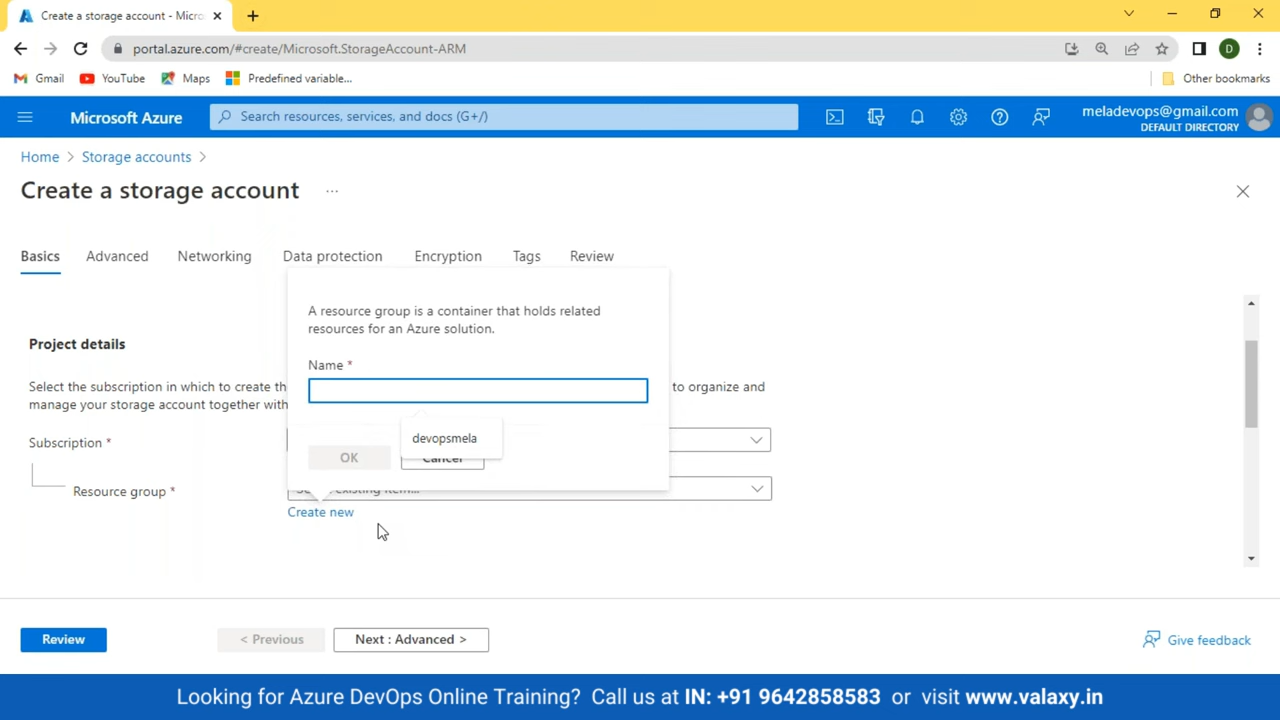 Create a storage account - Micro
portal.azure.com/#create/Microsoft.StorageAccount-ARM
D
Gmail
YouTube
Maps
Predefined variable...
Other bookmarks
Microsoft Azure
Search resources, services, and docs (G+/)
meladevops@gmail.com
DEFAULT DIRECTORY
Home > Storage accounts >
Create a storage account ...
Basics
Advanced
Networking
Data protection
Encryption
Tags
Review
A resource group is a container that holds related
resources for an Azure solution.
Name *
devopsmela
OK
Cancel
Project details
Select the subscription in which to create the
to organize and
manage your storage account together with
Subscription *
Resource group *
existing item...
Create new
Review
< Previous
Next : Advanced >
Give feedback
Looking for Azure DevOps Online Training? Call us at IN: +91 9642858583 or visit www.valaxy.in